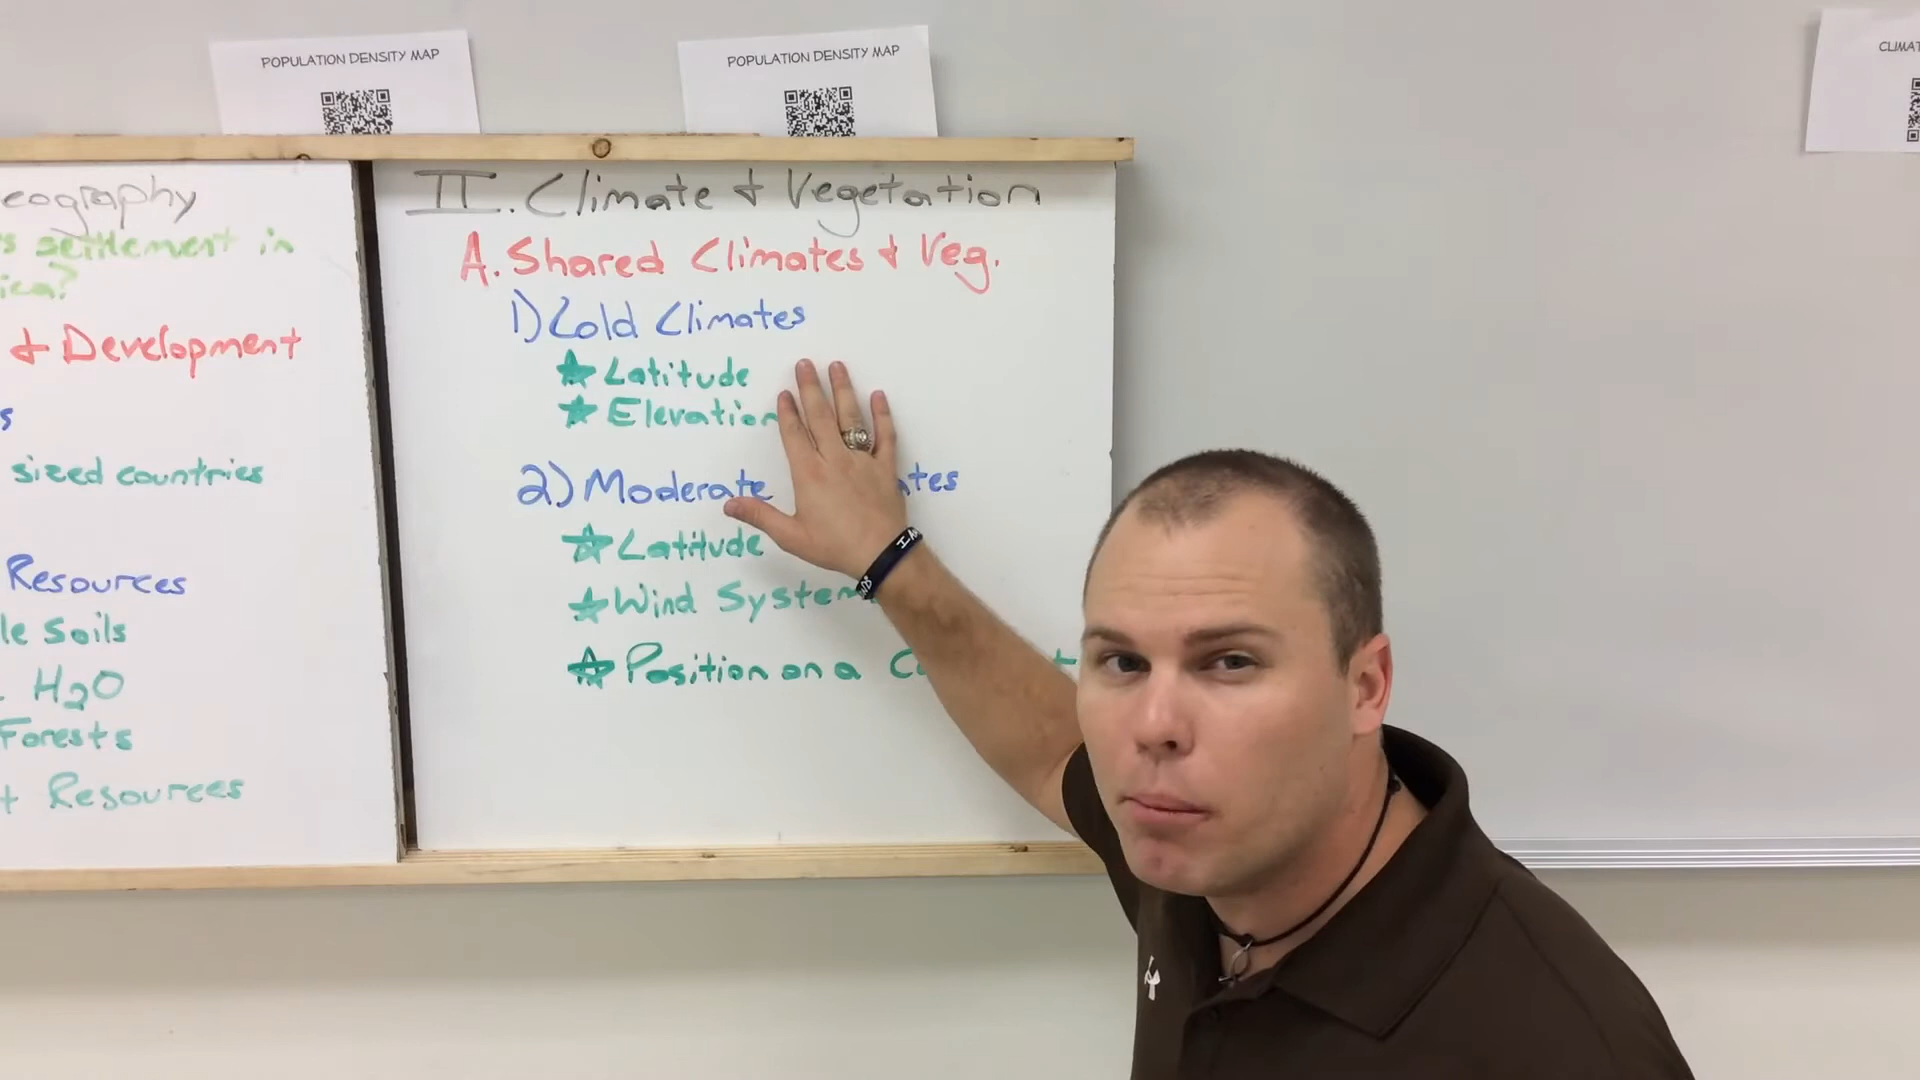 POPULATION DENSITY MAP
POPULATION DENSITY MAP
eography
s settlement in
ica?
+ Development
s
sized countries
Resources
le Soils
H2O
Forests
+ Resources
II. Climate + Vegetation
A. Shared Climates + Veg.
1) Cold Climates
★ Latitude
★ Elevation
2) Moderate ates
★ Latitude
★ Wind System
★ Position on a C t
CLIMAT